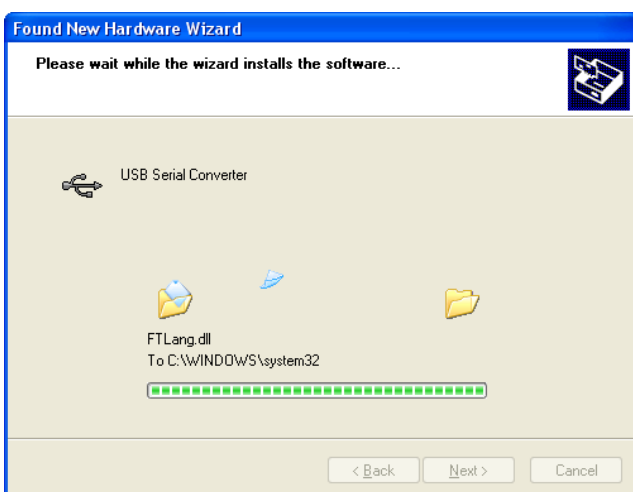 Found New Hardware Wizard
Please wait while the wizard installs the software...
USB Serial Converter
FTLang.dll
To C:\WINDOWS\system32
< Back Next > Cancel